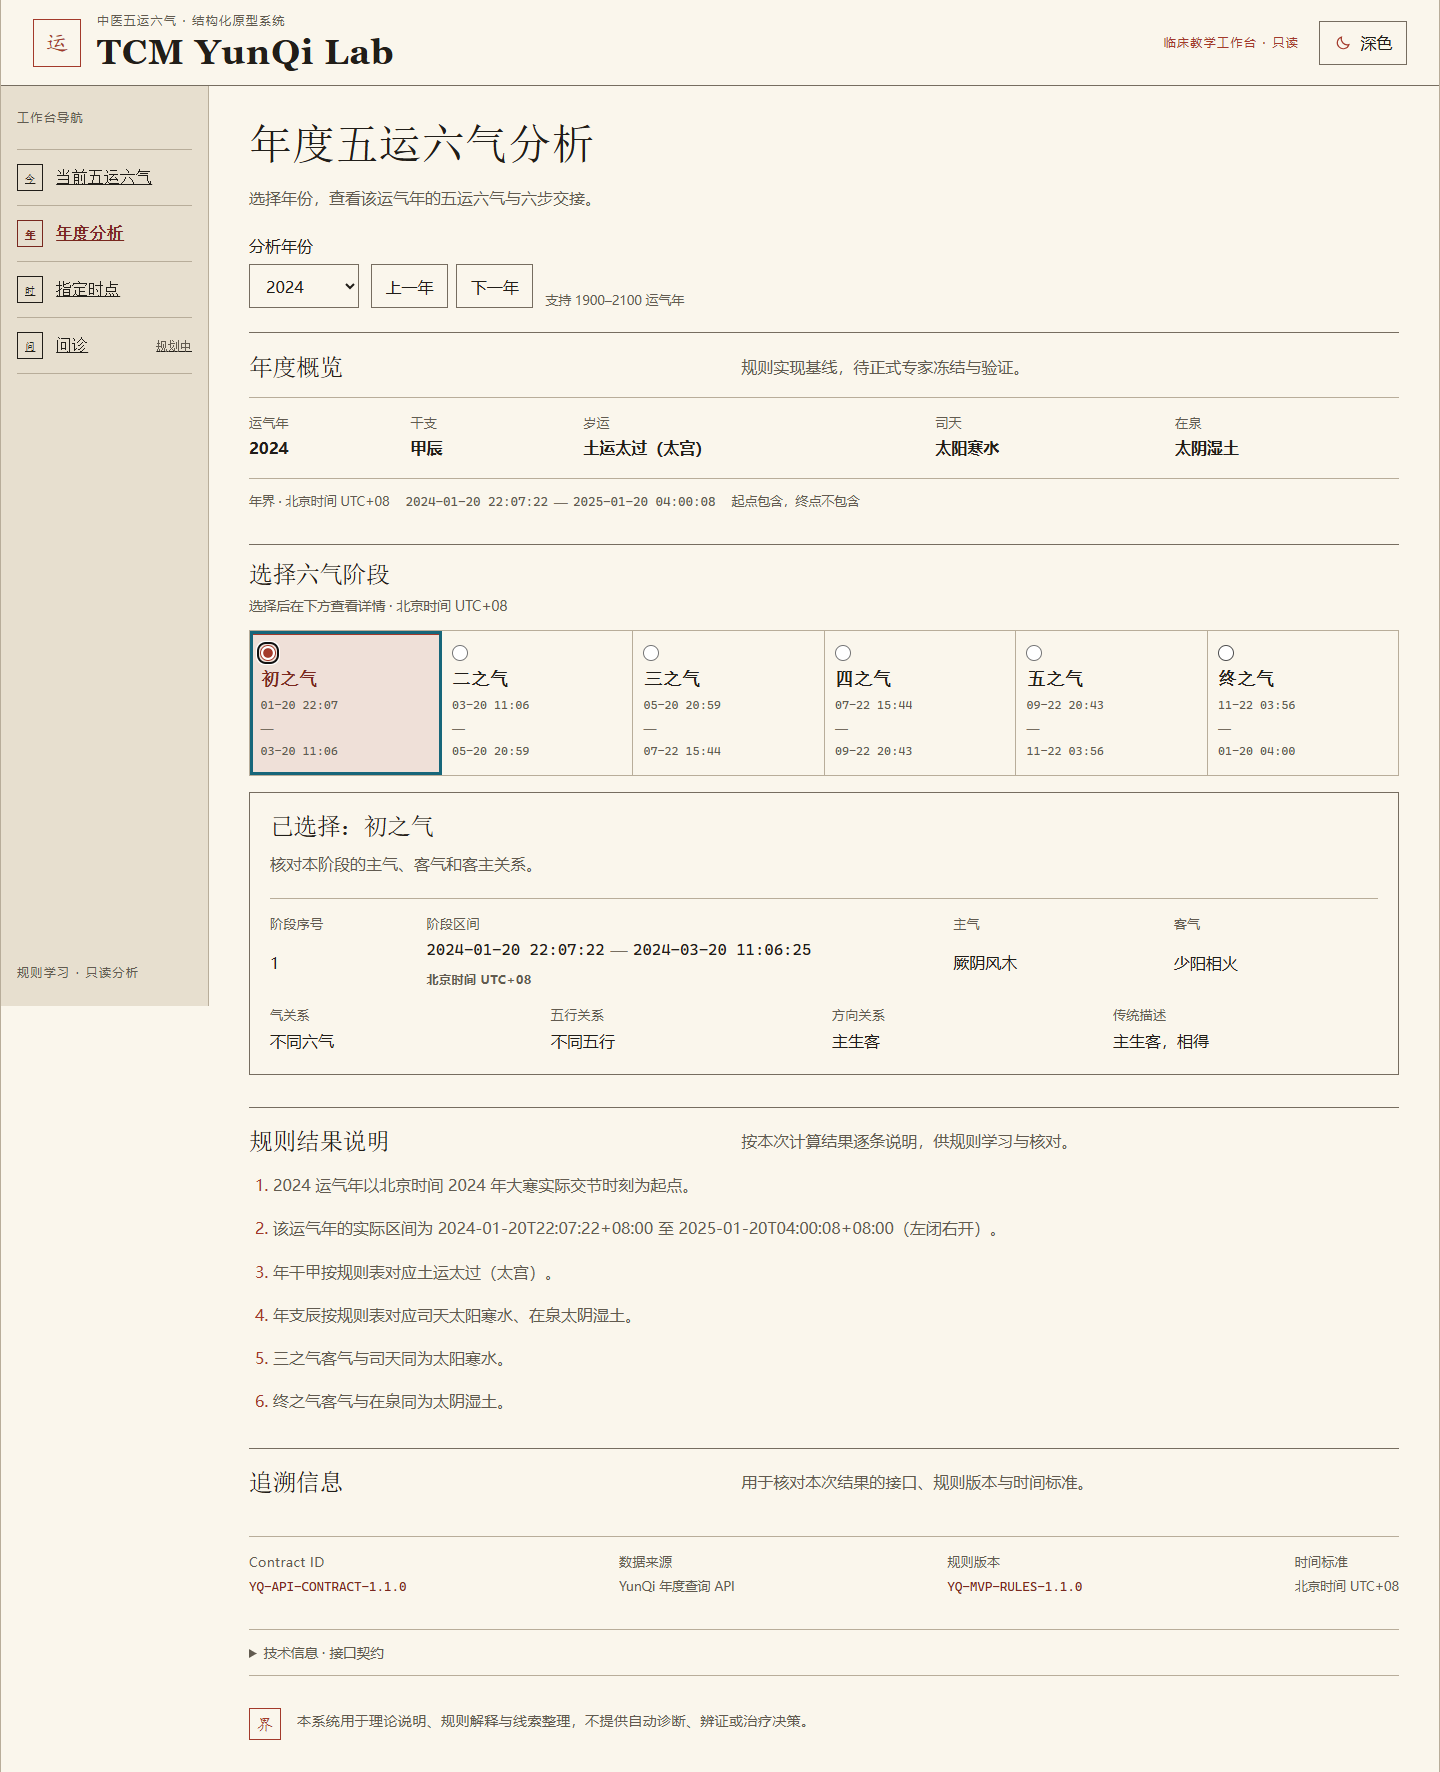 运
中医五运六气 · 结构化原型系统
TCM YunQi Lab
临床教学工作台 · 只读
深色
工作台导航
今 当前五运六气
年 年度分析
时 指定时点
问 问诊 规划中
规则学习 · 只读分析
年度五运六气分析
选择年份，查看该运气年的五运六气与六步交接。
分析年份
2024 上一年 下一年 支持 1900–2100 运气年
年度概览 规则实现基线，待正式专家冻结与验证。
运气年 干支 岁运 司天 在泉
2024 甲辰 土运太过（太宫） 太阳寒水 太阴湿土
年界 · 北京时间 UTC+08 2024-01-20 22:07:22 — 2025-01-20 04:00:08 起点包含，终点不包含
选择六气阶段
选择后在下方查看详情 · 北京时间 UTC+08
初之气 二之气 三之气 四之气 五之气 终之气
01-20 22:07 03-20 11:06 05-20 20:59 07-22 15:44 09-22 20:43 11-22 03:56
— — — — — —
03-20 11:06 05-20 20:59 07-22 15:44 09-22 20:43 11-22 03:56 01-20 04:00
已选择：初之气
核对本阶段的主气、客气和客主关系。
阶段序号 阶段区间 主气 客气
1 2024-01-20 22:07:22 — 2024-03-20 11:06:25 厥阴风木 少阳相火
北京时间 UTC+08
气关系 五行关系 方向关系 传统描述
不同六气 不同五行 主生客 主生客，相得
规则结果说明 按本次计算结果逐条说明，供规则学习与核对。
1. 2024 运气年以北京时间 2024 年大寒实际交节时刻为起点。
2. 该运气年的实际区间为 2024-01-20T22:07:22+08:00 至 2025-01-20T04:00:08+08:00（左闭右开）。
3. 年干甲按规则表对应土运太过（太宫）。
4. 年支辰按规则表对应司天太阳寒水、在泉太阴湿土。
5. 三之气客气与司天同为太阳寒水。
6. 终之气客气与在泉同为太阴湿土。
追溯信息 用于核对本次结果的接口、规则版本与时间标准。
Contract ID 数据来源 规则版本 时间标准
YQ-API-CONTRACT-1.1.0 YunQi 年度查询 API YQ-MVP-RULES-1.1.0 北京时间 UTC+08
技术信息 · 接口契约
界 本系统用于理论说明、规则解释与线索整理，不提供自动诊断、辨证或治疗决策。